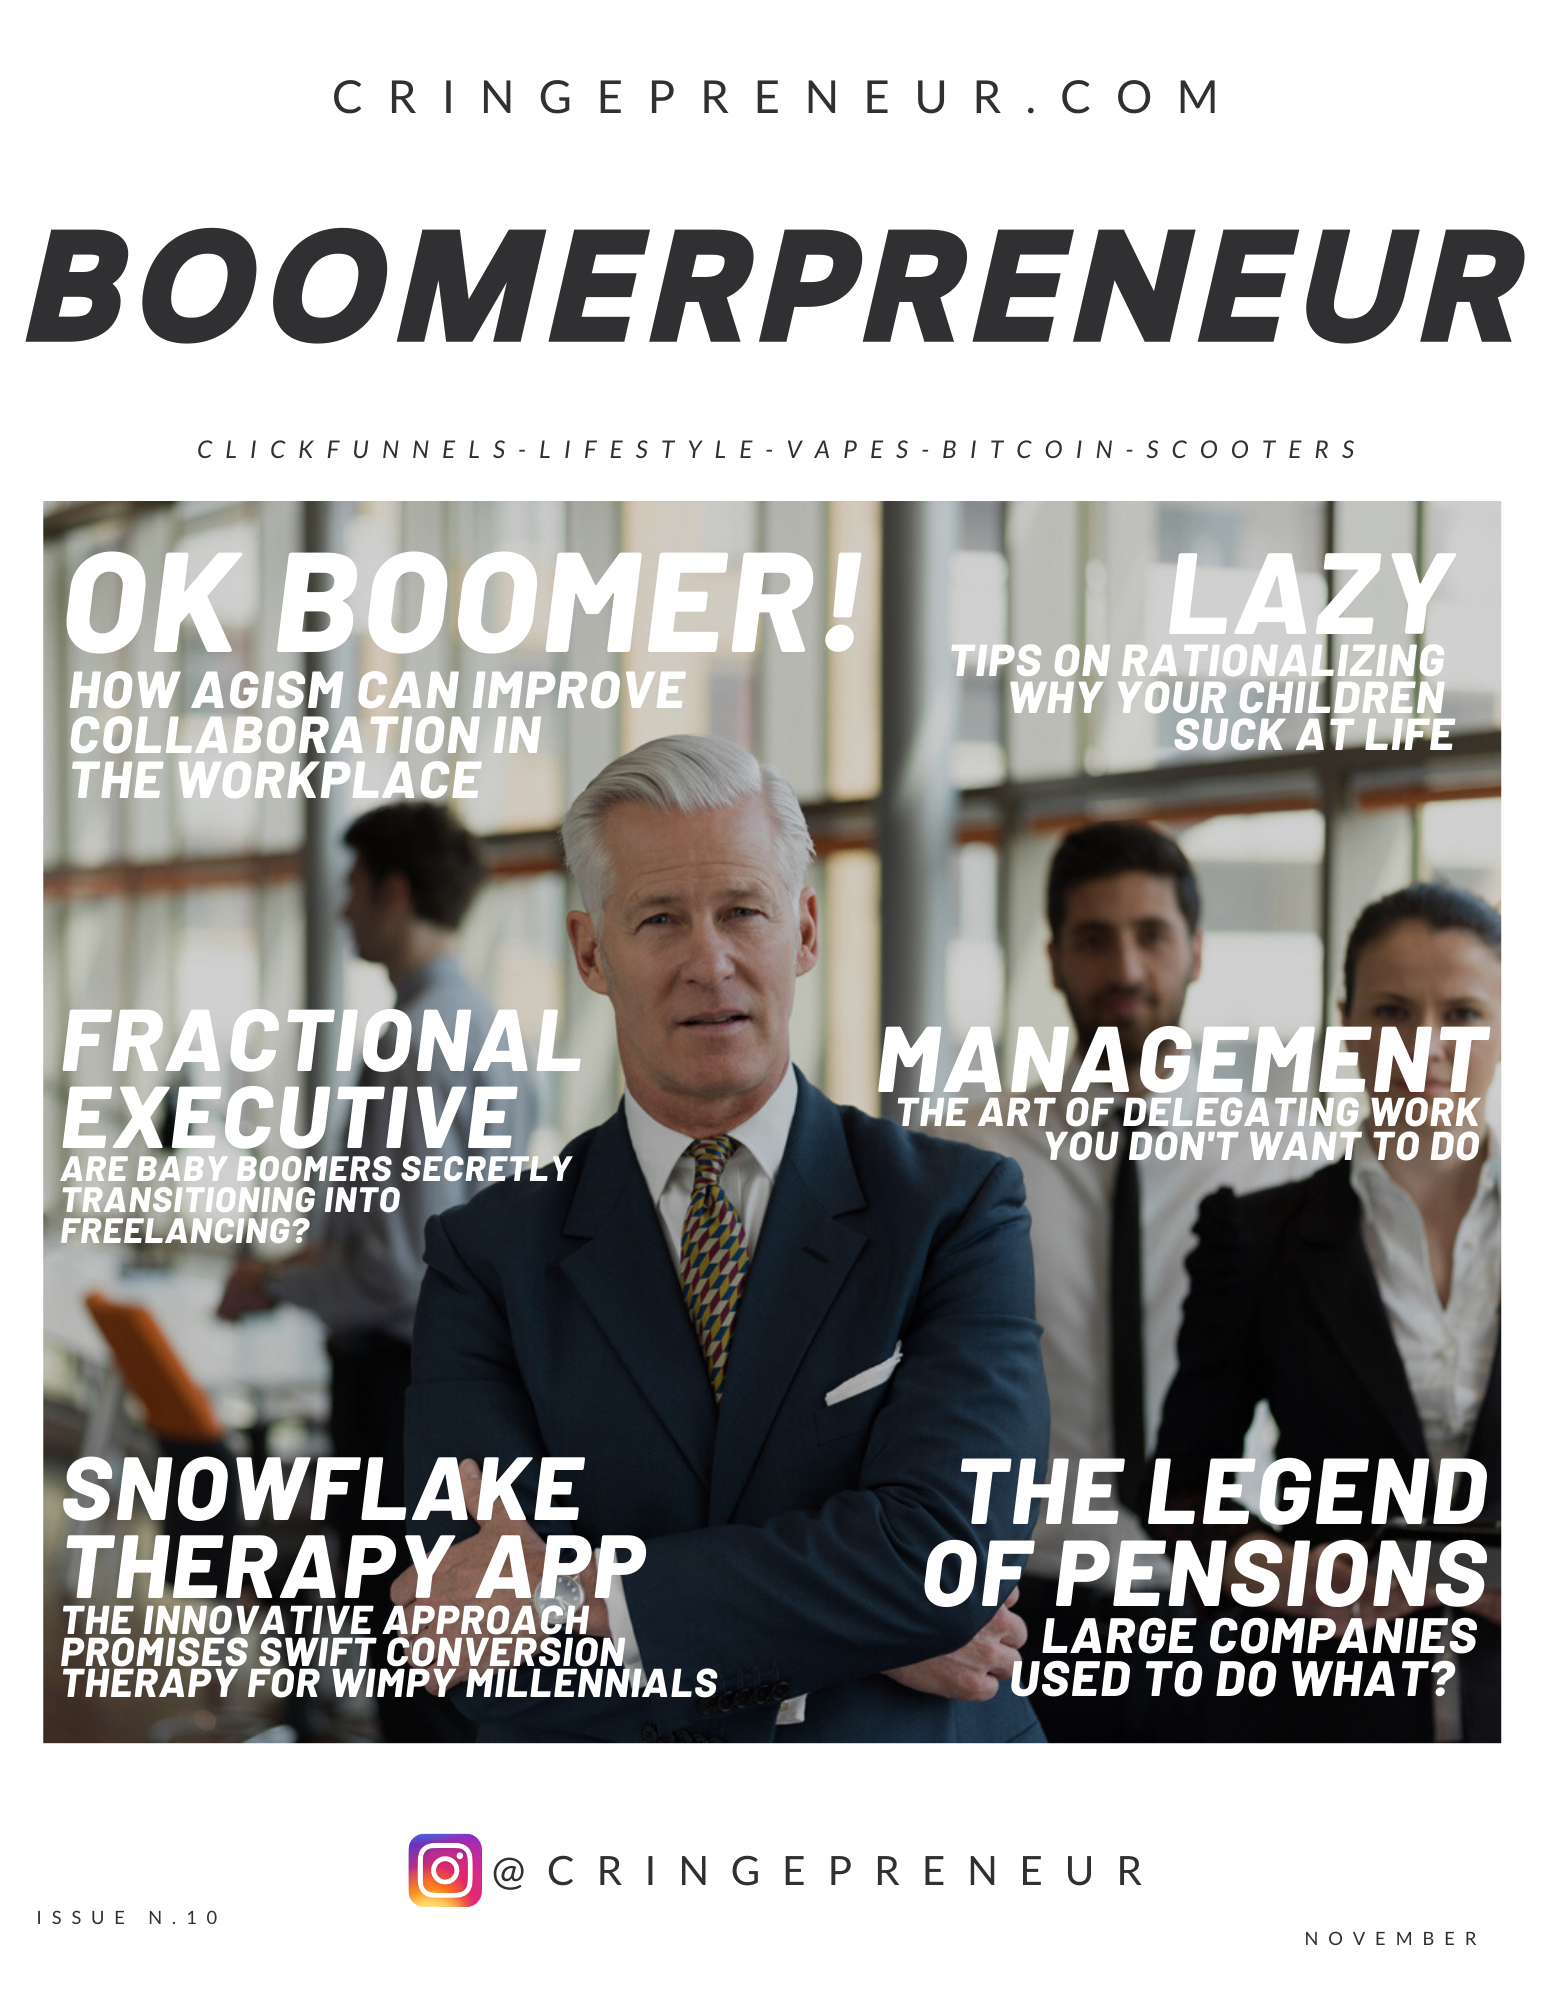 CRINGEPRENEUR.COM
BOOMERPRENEUR
CLICKFUNNELS-LIFESTYLE-VAPES-BITCOIN-SCOOTERS
OK BOOMER!
HOW AGISM CAN IMPROVE
COLLABORATION IN
THE WORKPLACE
LAZY
TIPS ON RATIONALIZING
WHY YOUR CHILDREN
SUCK AT LIFE
FRACTIONAL
EXECUTIVE
ARE BABY BOOMERS SECRETLY
TRANSITIONING INTO
FREELANCING?
MANAGEMENT
THE ART OF DELEGATING WORK
YOU DON'T WANT TO DO
SNOWFLAKE
THERAPY APP
THE INNOVATIVE APPROACH
PROMISES SWIFT CONVERSION
THERAPY FOR WIMPY MILLENNIALS
THE LEGEND
OF PENSIONS
LARGE COMPANIES
USED TO DO WHAT?
@CRINGEPRENEUR
ISSUE N.10
NOVEMBER